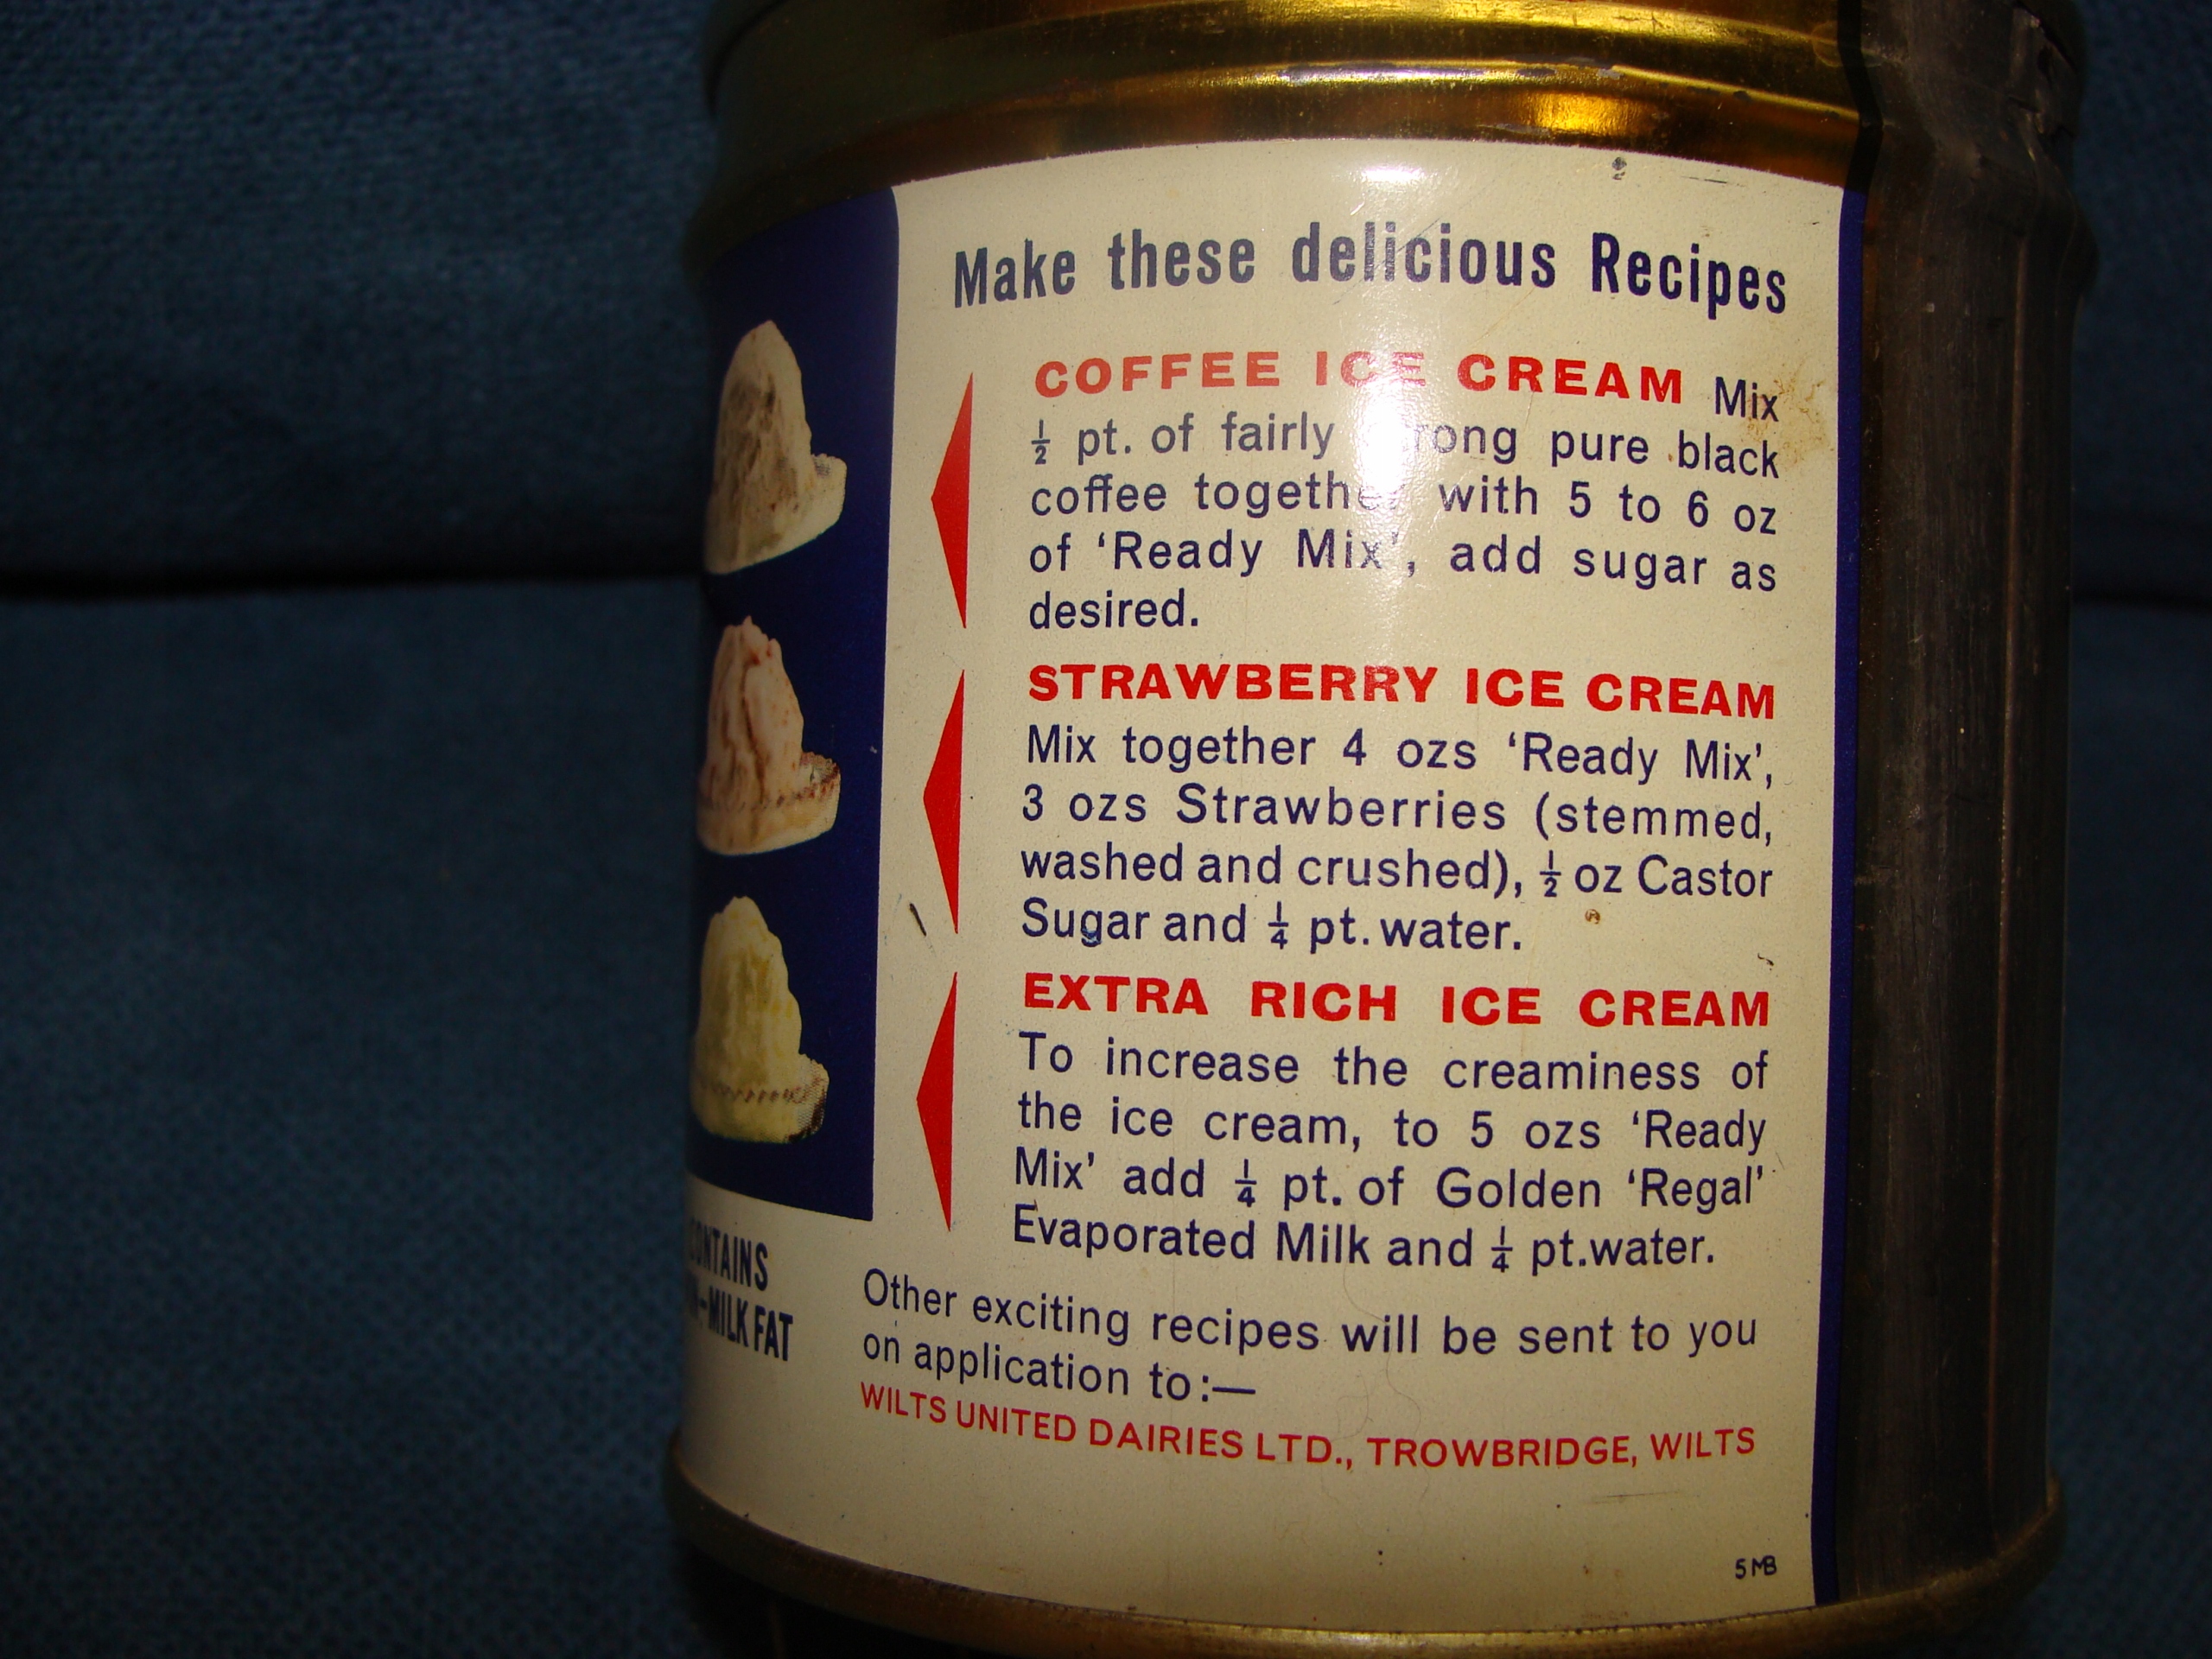 Make these delicious Recipes
COFFEE ICE CREAM Mix
½ pt. of fairly pure black
coffee together with 5 to 6 oz
of ‘Ready Mix’, add sugar as
desired.
STRAWBERRY ICE CREAM
Mix together 4 ozs ‘Ready Mix’,
3 ozs Strawberries (stemmed,
washed and crushed), ½ oz Castor
Sugar and ¼ pt. water.
EXTRA RICH ICE CREAM
To increase the creaminess of
the ice cream, to 5 ozs ‘Ready
Mix’ add ¼ pt. of Golden ‘Regal’
Evaporated Milk and ¼ pt.water.
CONTAINS
-MILK FAT
Other exciting recipes will be sent to you
on application to:—
WILTS UNITED DAIRIES LTD., TROWBRIDGE, WILTS
5 MB